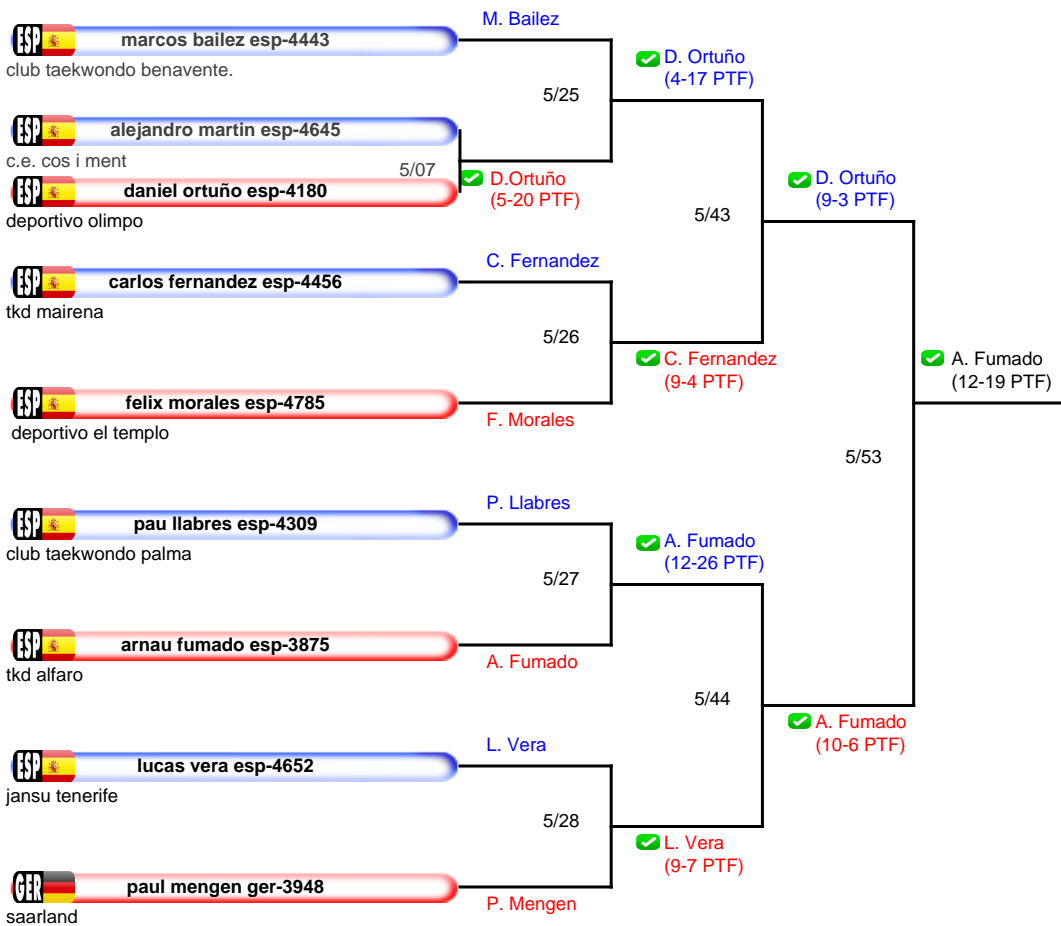 M. Bailez
ESP marcos bailez esp-4443
club taekwondo benavente.
D. Ortuño
(4-17 PTF)
5/25
ESP alejandro martin esp-4645
c.e. cos i ment
5/07
D.Ortuño
(5-20 PTF)
ESP daniel ortuño esp-4180
deportivo olimpo
D. Ortuño
(9-3 PTF)
5/43
C. Fernandez
ESP carlos fernandez esp-4456
tkd mairena
5/26
C. Fernandez
(9-4 PTF)
A. Fumado
(12-19 PTF)
ESP felix morales esp-4785
deportivo el templo
F. Morales
5/53
P. Llabres
ESP pau llabres esp-4309
club taekwondo palma
A. Fumado
(12-26 PTF)
5/27
ESP arnau fumado esp-3875
tkd alfaro
A. Fumado
5/44
A. Fumado
(10-6 PTF)
L. Vera
ESP lucas vera esp-4652
jansu tenerife
5/28
L. Vera
(9-7 PTF)
GER paul mengen ger-3948
saarland
P. Mengen